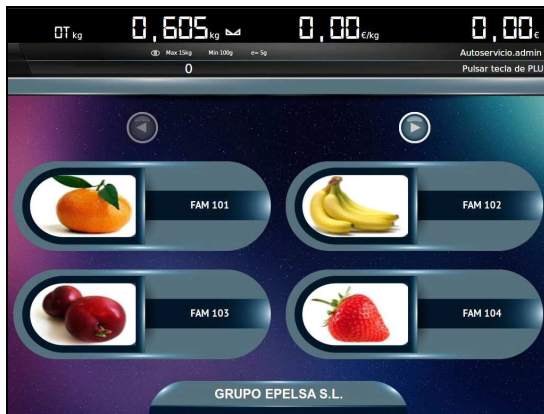 0T kg 0,605 kg 0,00 €/kg 0,00 €
Max 15kg Min 100g e= 5g Autoservicio.admin
0 Pulsar tecla de PLU
FAM 101 FAM 102
FAM 103 FAM 104
GRUPO EPELSA S.L.